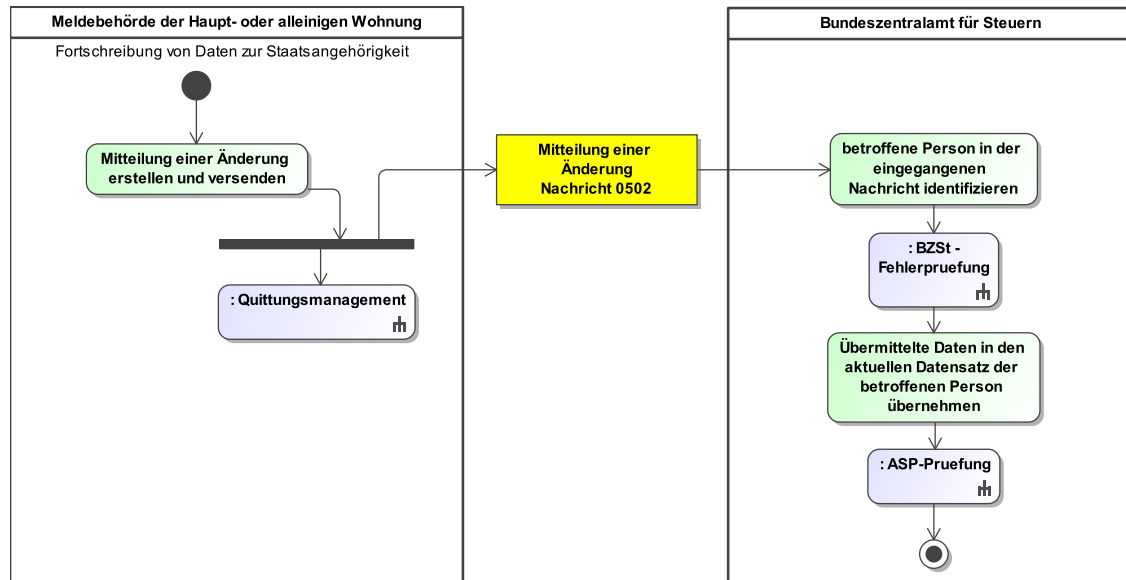 Meldebehörde der Haupt- oder alleinigen Wohnung
Fortschreibung von Daten zur Staatsangehörigkeit
Mitteilung einer Änderung
erstellen und versenden
: Quittungsmanagement
Mitteilung einer
Änderung
Nachricht 0502
Bundeszentralamt für Steuern
betroffene Person in der
eingegangenen
Nachricht identifizieren
: BZSt -
Fehlerpruefung
Übermittelte Daten in den
aktuellen Datensatz der
betroffenen Person
übernehmen
: ASP-Pruefung